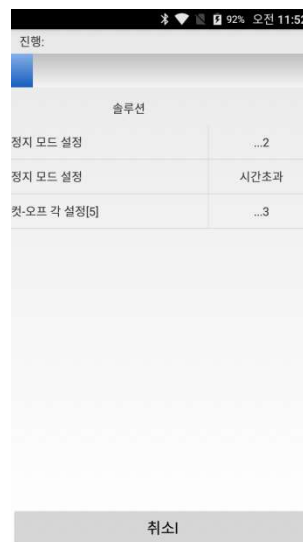 92% 오전 11:52
진행:
솔루션
정지 모드 설정 ...2
정지 모드 설정 시간초과
컷-오프 각 설정[5] ...3
취소I